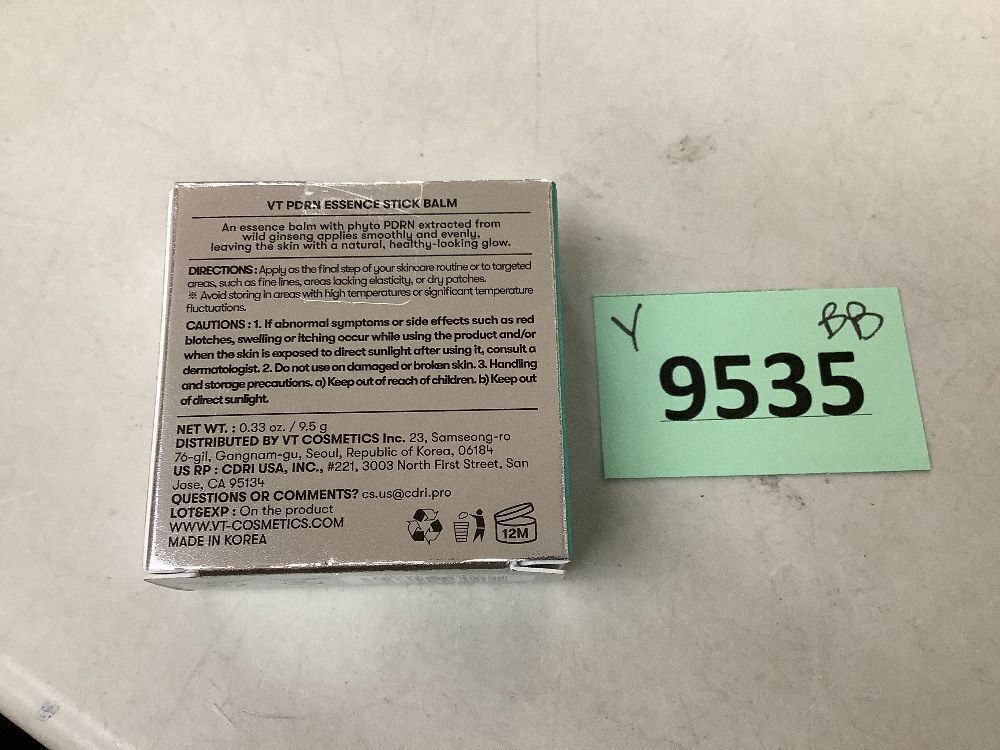 VT PDRN ESSENCE STICK BALM
An essence balm with phyto PDRN extracted from
wild ginseng applies smoothly and evenly,
leaving the skin with a natural, healthy-looking glow.
DIRECTIONS : Apply as the final step of your skincare routine or to targeted
areas, such as fine lines, areas lacking elasticity, or dry patches.
※ Avoid storing in areas with high temperatures or significant temperature
fluctuations.
CAUTIONS : 1. If abnormal symptoms or side effects such as red
blotches, swelling or itching occur while using the product and/or
when the skin is exposed to direct sunlight after using it, consult a
dermatologist. 2. Do not use on damaged or broken skin. 3. Handling
and storage precautions. a) Keep out of reach of children. b) Keep out
of direct sunlight.
NET WT. : 0.33 oz. / 9.5 g
DISTRIBUTED BY VT COSMETICS Inc. 23, Samseong-ro
76-gil, Gangnam-gu, Seoul, Republic of Korea, 06184
US RP : CDRI USA, INC., #221, 3003 North First Street, San
Jose, CA 95134
QUESTIONS OR COMMENTS? cs.us@cdri.pro
LOT&EXP : On the product
WWW.VT-COSMETICS.COM
MADE IN KOREA
12M
Y BB
9535